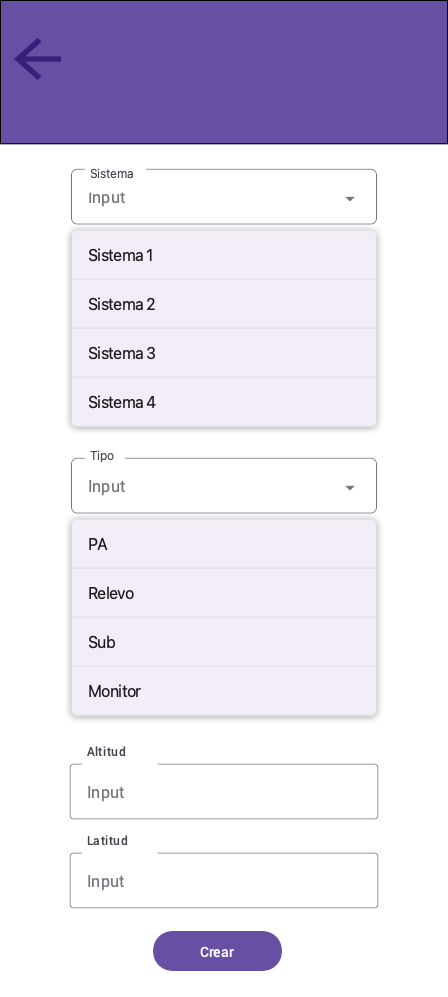 Sistema
Input
Sistema 1
Sistema 2
Sistema 3
Sistema 4
Tipo
Input
PA
Relevo
Sub
Monitor
Altitud
Input
Latitud
Input
Crear